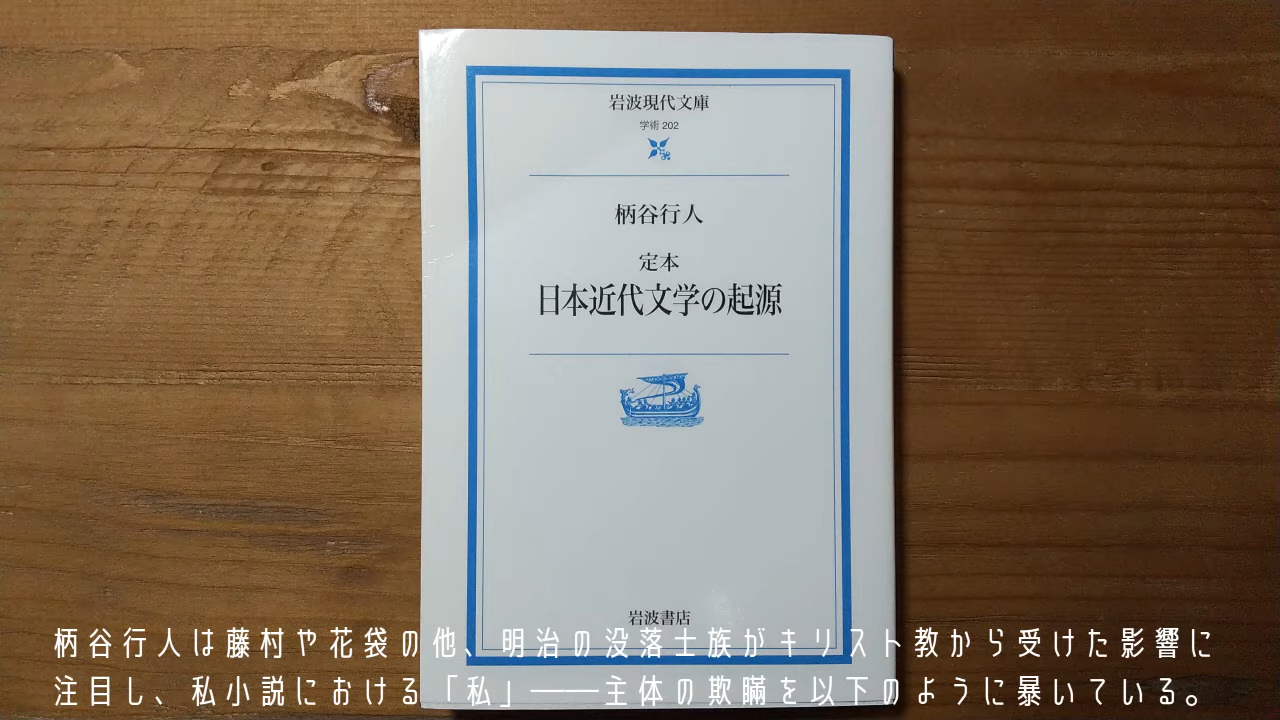 岩波現代文庫
学術 202
柄谷行人
定本
日本近代文学の起源
岩波書店
柄谷行人は藤村や花袋の他、明治の没落士族がキリスト教から受けた影響に
注目し、私小説における「私」――主体の欺瞞を以下のように暴いている。